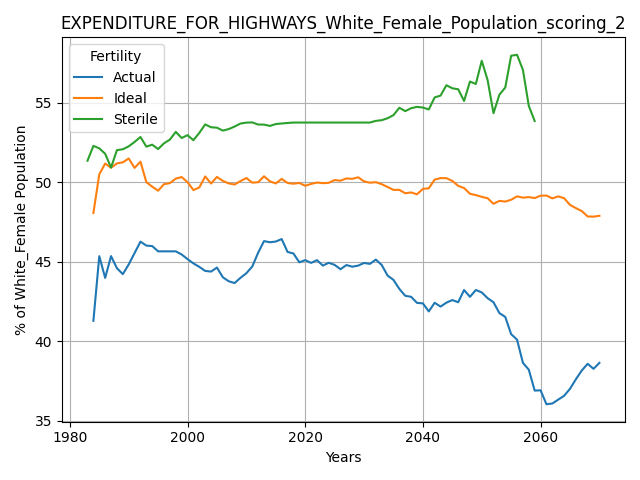 EXPENDITURE_FOR_HIGHWAYS_White_Female_Population_scoring_2
Fertility
Actual
Ideal
Sterile
% of White_Female Population
55
50
45
40
35
1980
2000
2020
2040
2060
Years